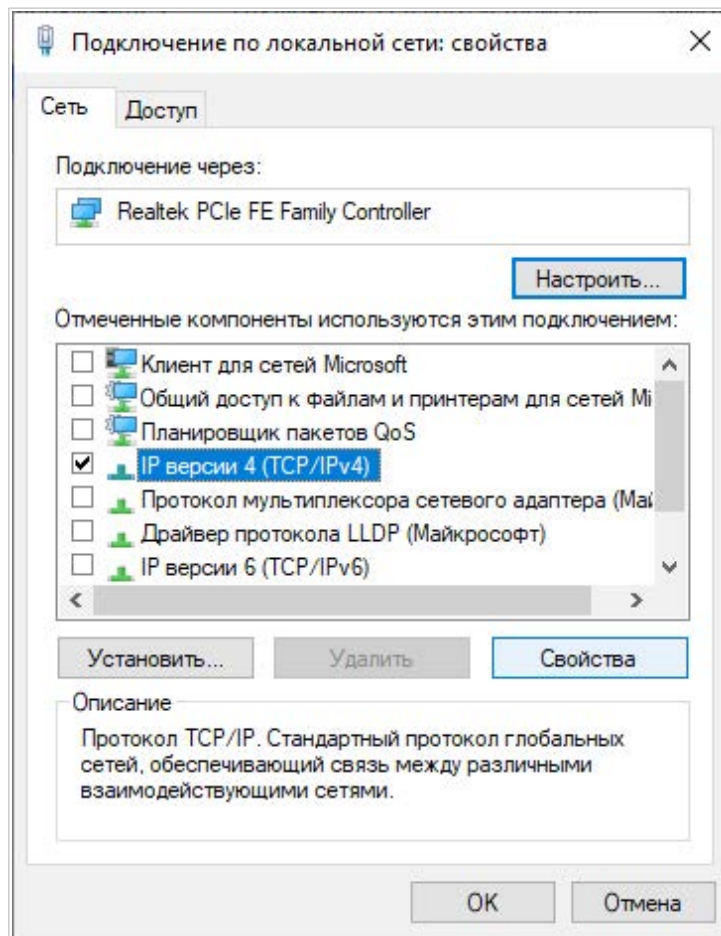 Подключение по локальной сети: свойства
Сеть Доступ
Подключение через:
Realtek PCIe FE Family Controller
Настроить...
Отмеченные компоненты используются этим подключением:
Клиент для сетей Microsoft
Общий доступ к файлам и принтерам для сетей Mi
Планировщик пакетов QoS
IP версии 4 (TCP/IPv4)
Протокол мультиплексора сетевого адаптера (Май
Драйвер протокола LLDP (Майкрософт)
IP версии 6 (TCP/IPv6)
Установить... Удалить Свойства
Описание
Протокол TCP/IP. Стандартный протокол глобальных
сетей, обеспечивающий связь между различными
взаимодействующими сетями.
OK Отмена